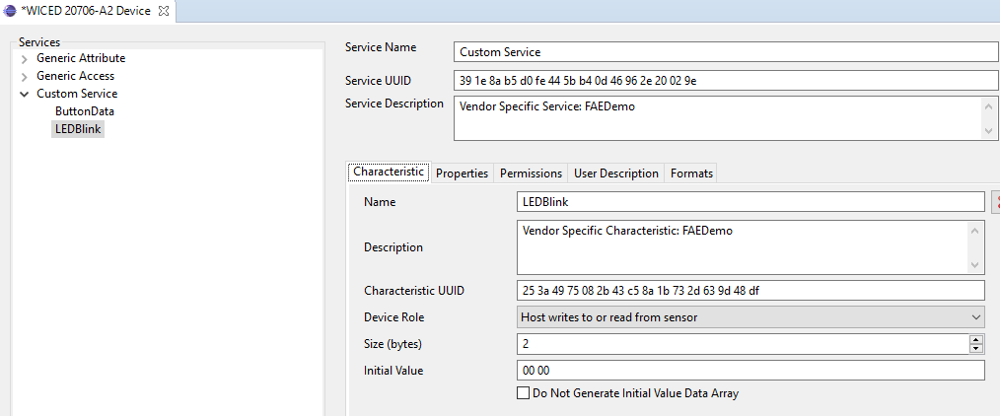 *WICED 20706-A2 Device
Services
Generic Attribute
Generic Access
Custom Service
ButtonData
LEDBlink
Service Name
Custom Service
Service UUID
39 1e 8a b5 d0 fe 44 5b b4 0d 46 96 2e 20 02 9e
Service Description
Vendor Specific Service: FAEDemo
Characteristic
Properties
Permissions
User Description
Formats
Name
LEDBlink
Description
Vendor Specific Characteristic: FAEDemo
Characteristic UUID
25 3a 49 75 08 2b 43 c5 8a 1b 73 2d 63 9d 48 df
Device Role
Host writes to or read from sensor
Size (bytes)
2
Initial Value
00 00
Do Not Generate Initial Value Data Array